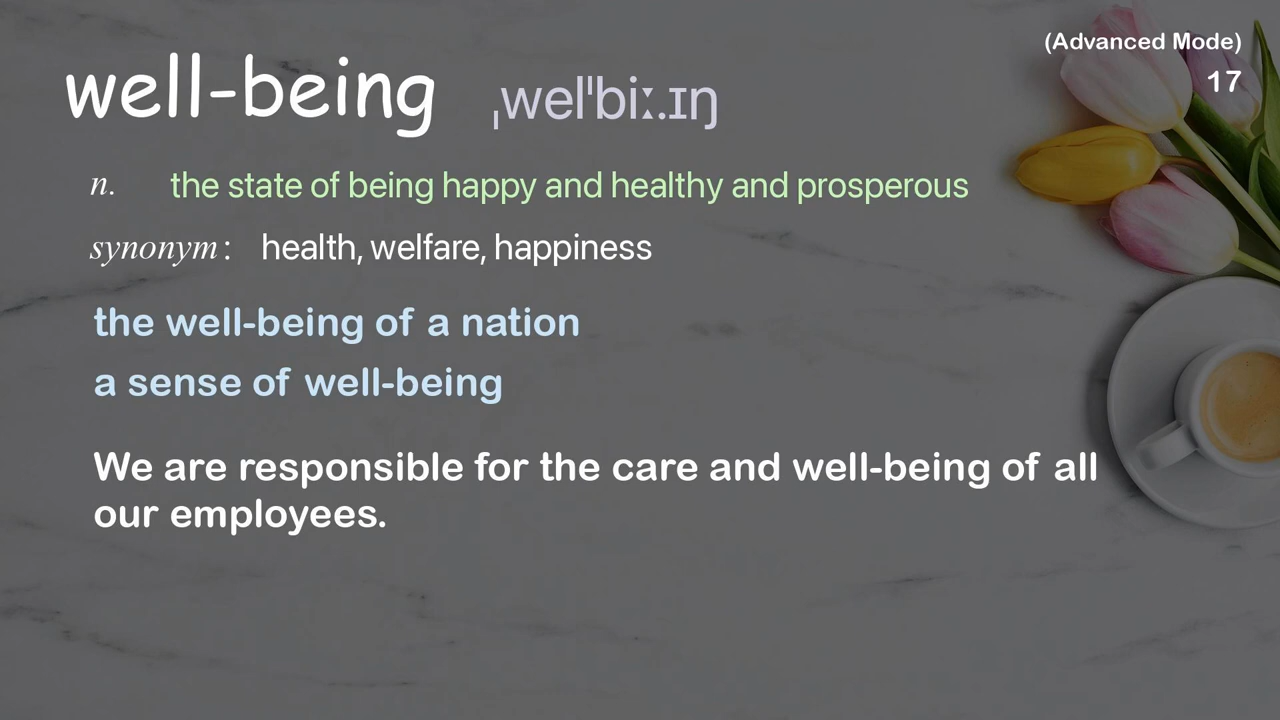 (Advanced Mode)
17
well-being ˌwelˈbiː.ɪŋ
n. the state of being happy and healthy and prosperous
synonym: health, welfare, happiness
the well-being of a nation
a sense of well-being
We are responsible for the care and well-being of all
our employees.